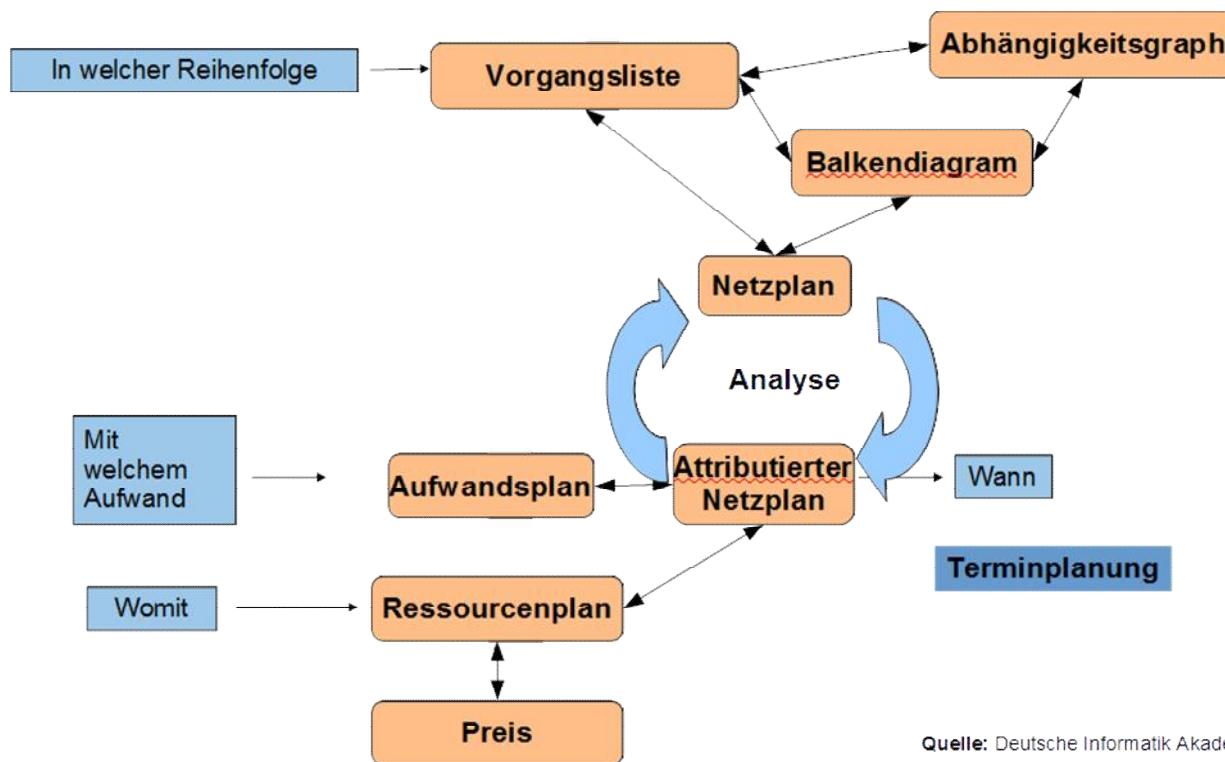 In welcher Reihenfolge
Vorgangsliste
Abhängigkeitsgraph
Balkendiagram
Netzplan
Analyse
Mit
welchem
Aufwand
Aufwandsplan
Attributierter
Netzplan
Wann
Terminplanung
Womit
Ressourcenplan
Preis
Quelle: Deutsche Informatik Akade